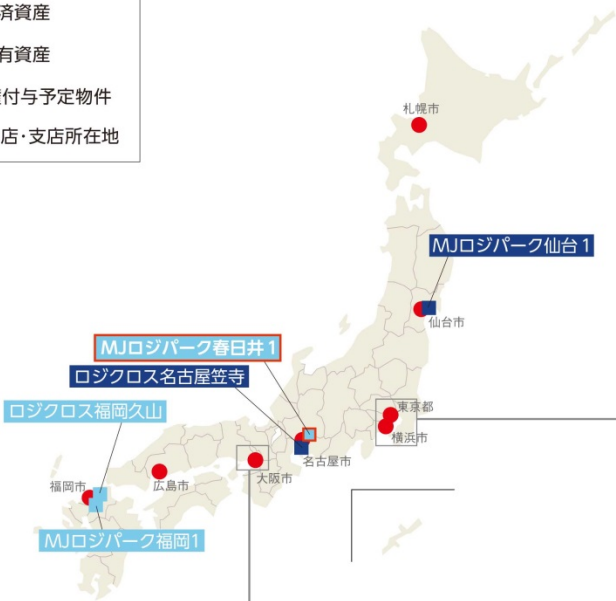 済資産
有資産
付与予定物件
店・支店所在地
札幌市
MJロジパーク仙台1
仙台市
MJロジパーク春日井1
ロジクロス名古屋笠寺
ロジクロス福岡久山
東京都
横浜市
名古屋市
大阪市
広島市
福岡市
MJロジパーク福岡1